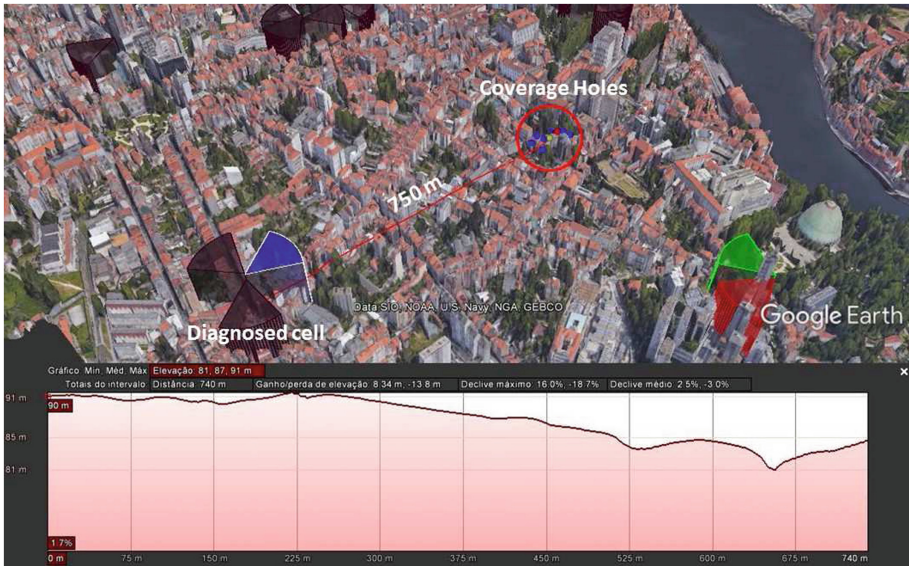 Coverage Holes
750 m
Data SIO, NOAA, U.S. Navy, NGA, GEBCO
Google Earth
Diagnosed cell
Gráfico Min. Méd. Máx. Elevação: 81, 87, 91 m
Totais do intervalo Distância: 740 m Ganho/perda de elevação: 8.34 m, -13.8 m Declive máximo: 16.0%, -18.7% Declive médio: 2.5%, -3.0%
91 m
90 m
85 m
81 m
1.7%
0 m 75 m 150 m 225 m 300 m 375 m 450 m 525 m 600 m 675 m 740 m